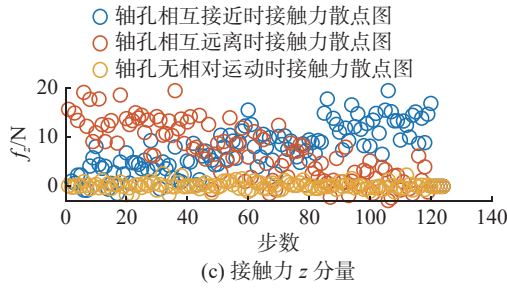 轴孔相互接近时接触力散点图
轴孔相互远离时接触力散点图
轴孔无相对运动时接触力散点图
20
10
0
f_z/N
0 20 40 60 80 100 120 140
步数
(c) 接触力 z 分量